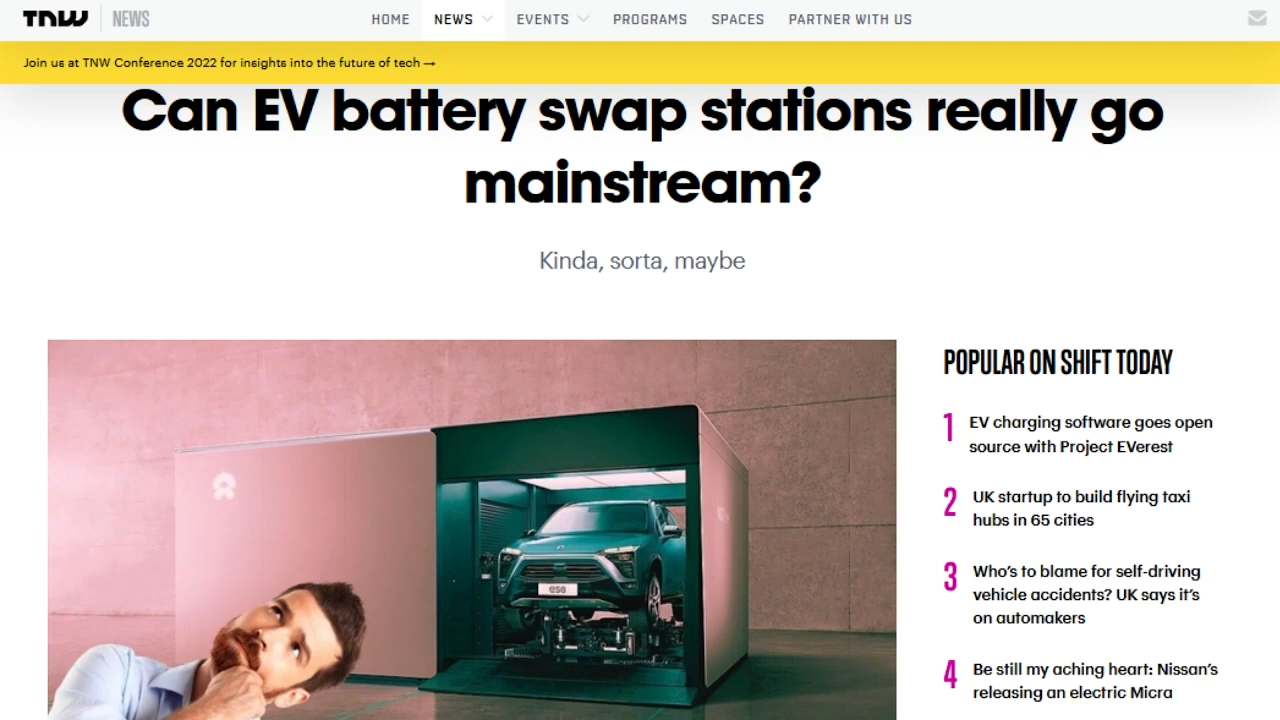 TNW NEWS
HOME NEWS EVENTS PROGRAMS SPACES PARTNER WITH US
Join us at TNW Conference 2022 for insights into the future of tech →
Can EV battery swap stations really go
mainstream?
Kinda, sorta, maybe
POPULAR ON SHIFT TODAY
1 EV charging software goes open
source with Project EVerest
2 UK startup to build flying taxi
hubs in 65 cities
3 Who's to blame for self-driving
vehicle accidents? UK says it's
on automakers
4 Be still my aching heart: Nissan's
releasing an electric Micra